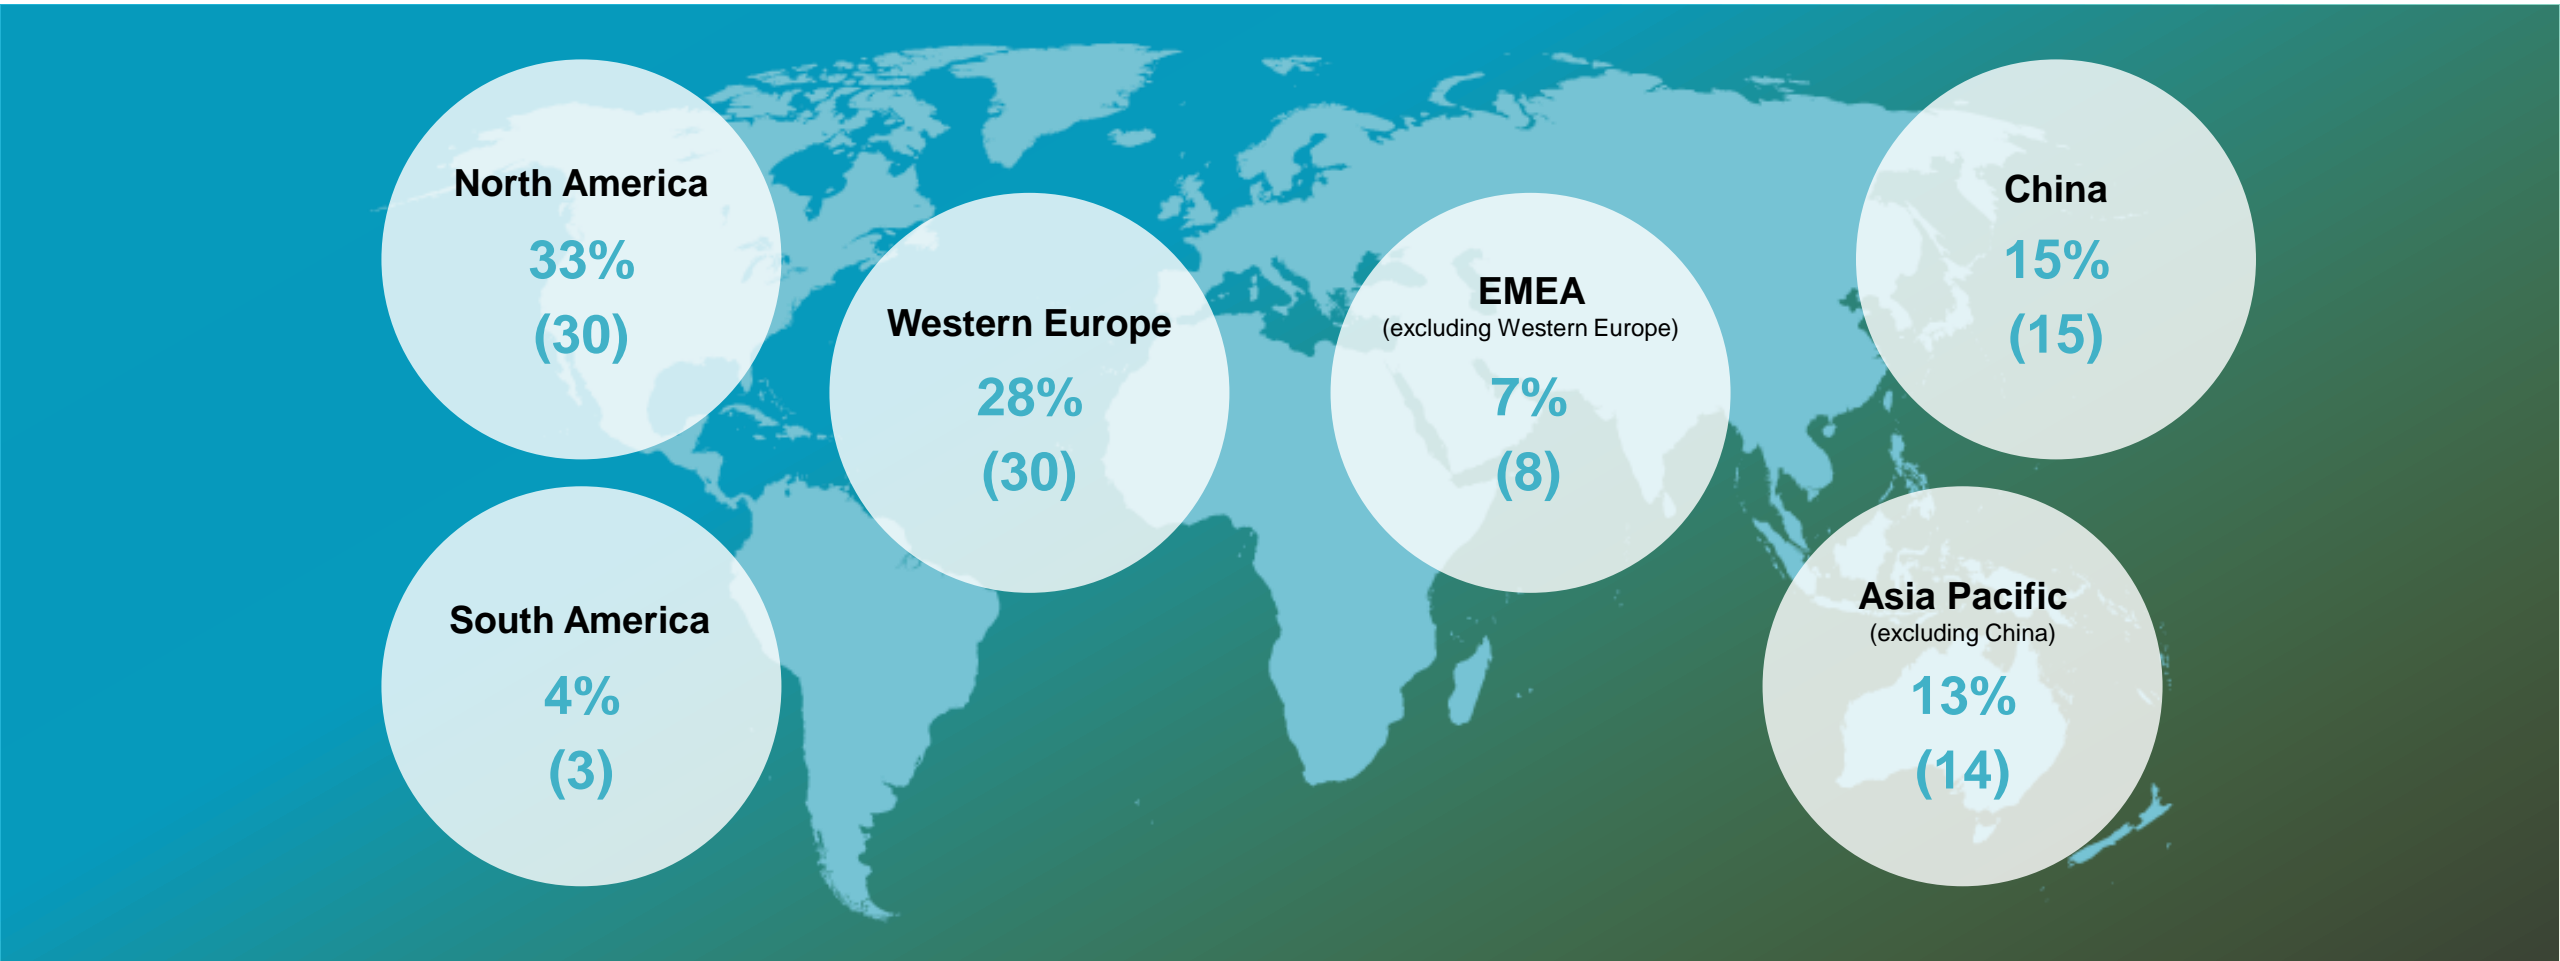 North America
33%
(30)
Western Europe
28%
(30)
EMEA
(excluding Western Europe)
7%
(8)
China
15%
(15)
South America
4%
(3)
Asia Pacific
(excluding China)
13%
(14)